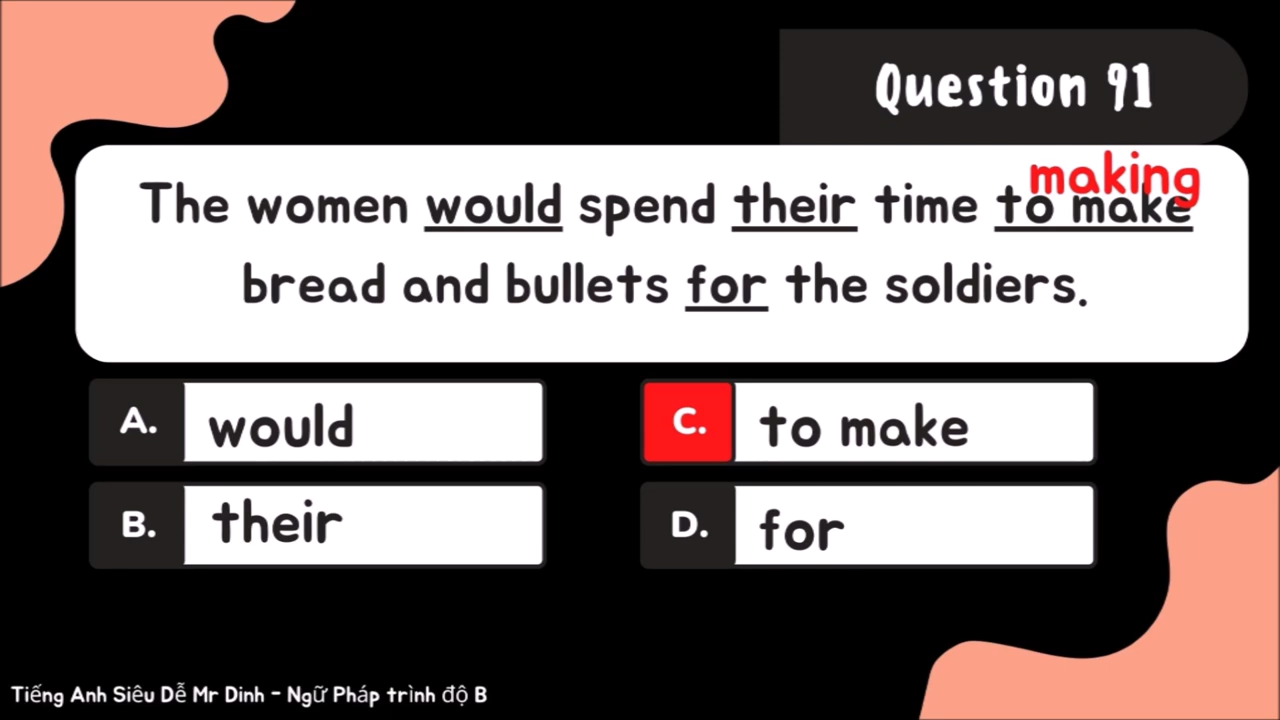 Question 91
making
The women would spend their time to make
bread and bullets for the soldiers.
A. would
C. to make
B. their
D. for
Tiếng Anh Siêu Dễ Mr Dinh - Ngữ Pháp trình độ B